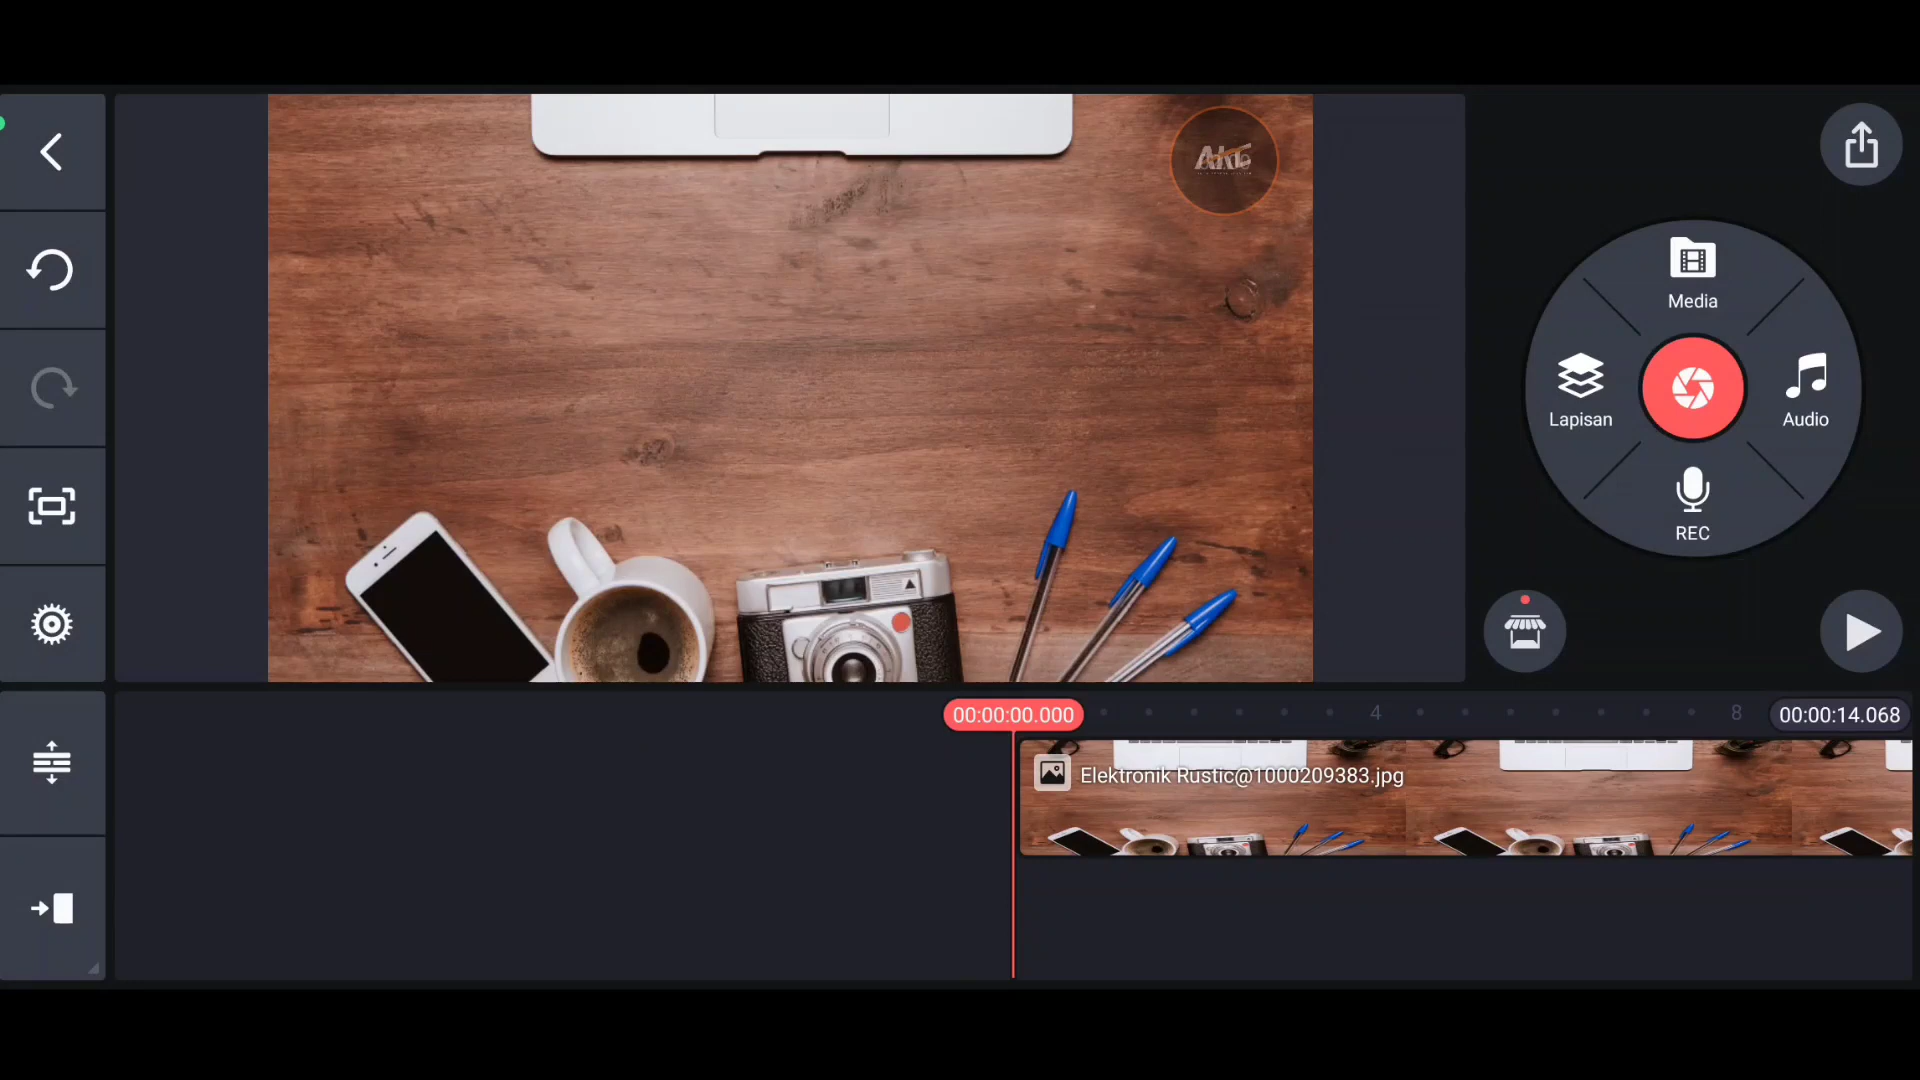 Media
Lapisan
Audio
REC
00:00:00.000
4
8
00:00:14.068
Elektronik Rustic@1000209383.jpg